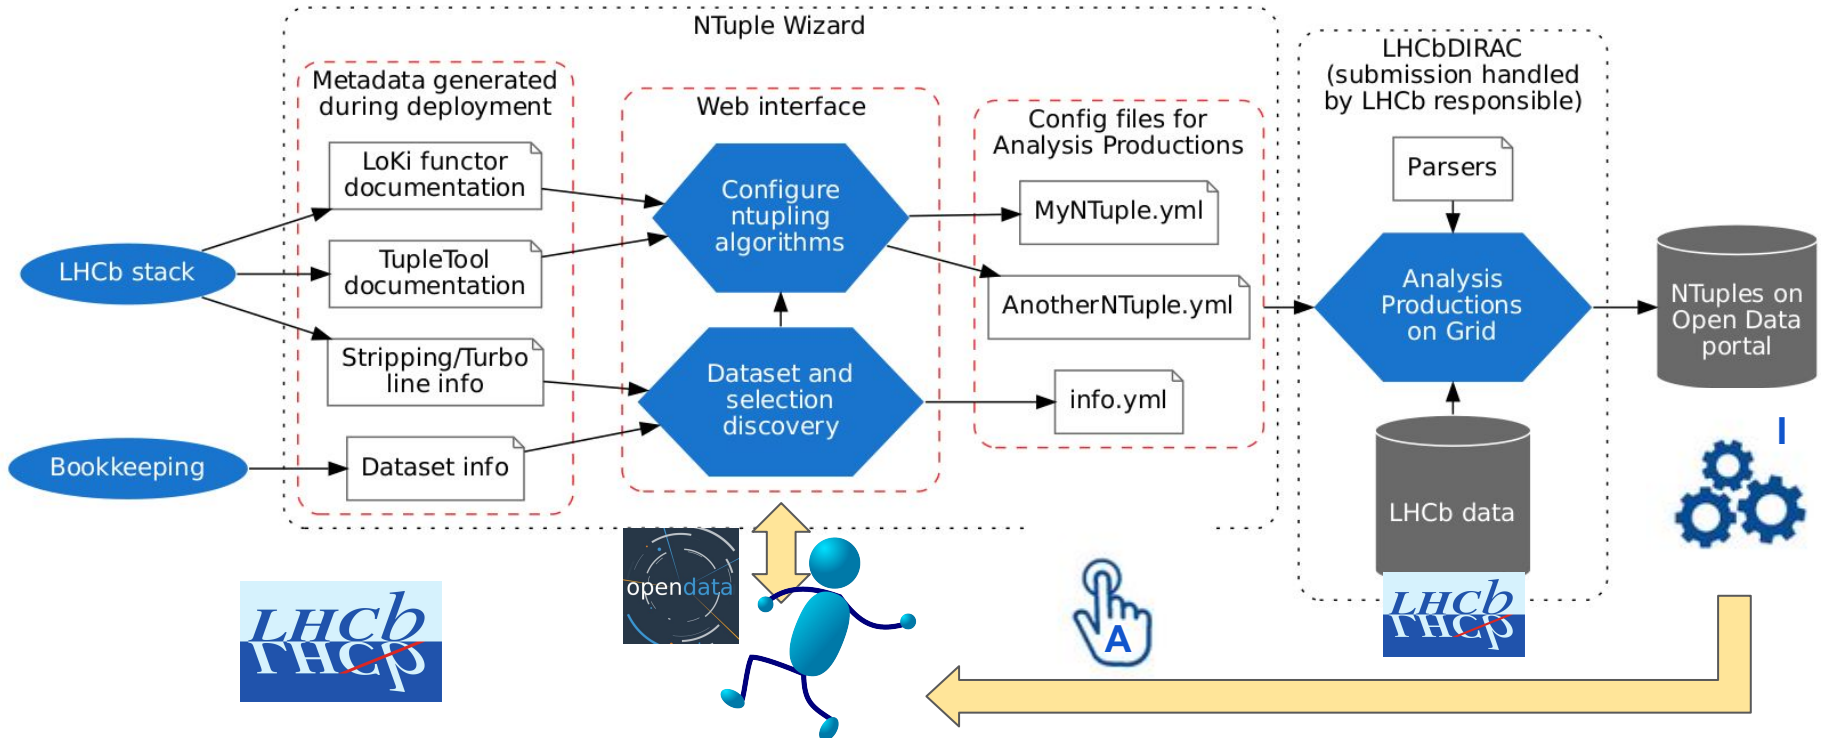 NTuple Wizard
Metadata generated
during deployment
LoKi functor
documentation
TupleTool
documentation
Stripping/Turbo
line info
Dataset info
LHCb stack
Bookkeeping
Web interface
Configure
ntupling
algorithms
Dataset and
selection
discovery
Config files for
Analysis Productions
MyNTuple.yml
AnotherNTuple.yml
info.yml
LHCbDIRAC
(submission handled
by LHCb responsible)
Parsers
Analysis
Productions
on Grid
LHCb data
NTuples on
Open Data
portal
I
opendata
A
LHCb
LHCb
LHCb
LHCb